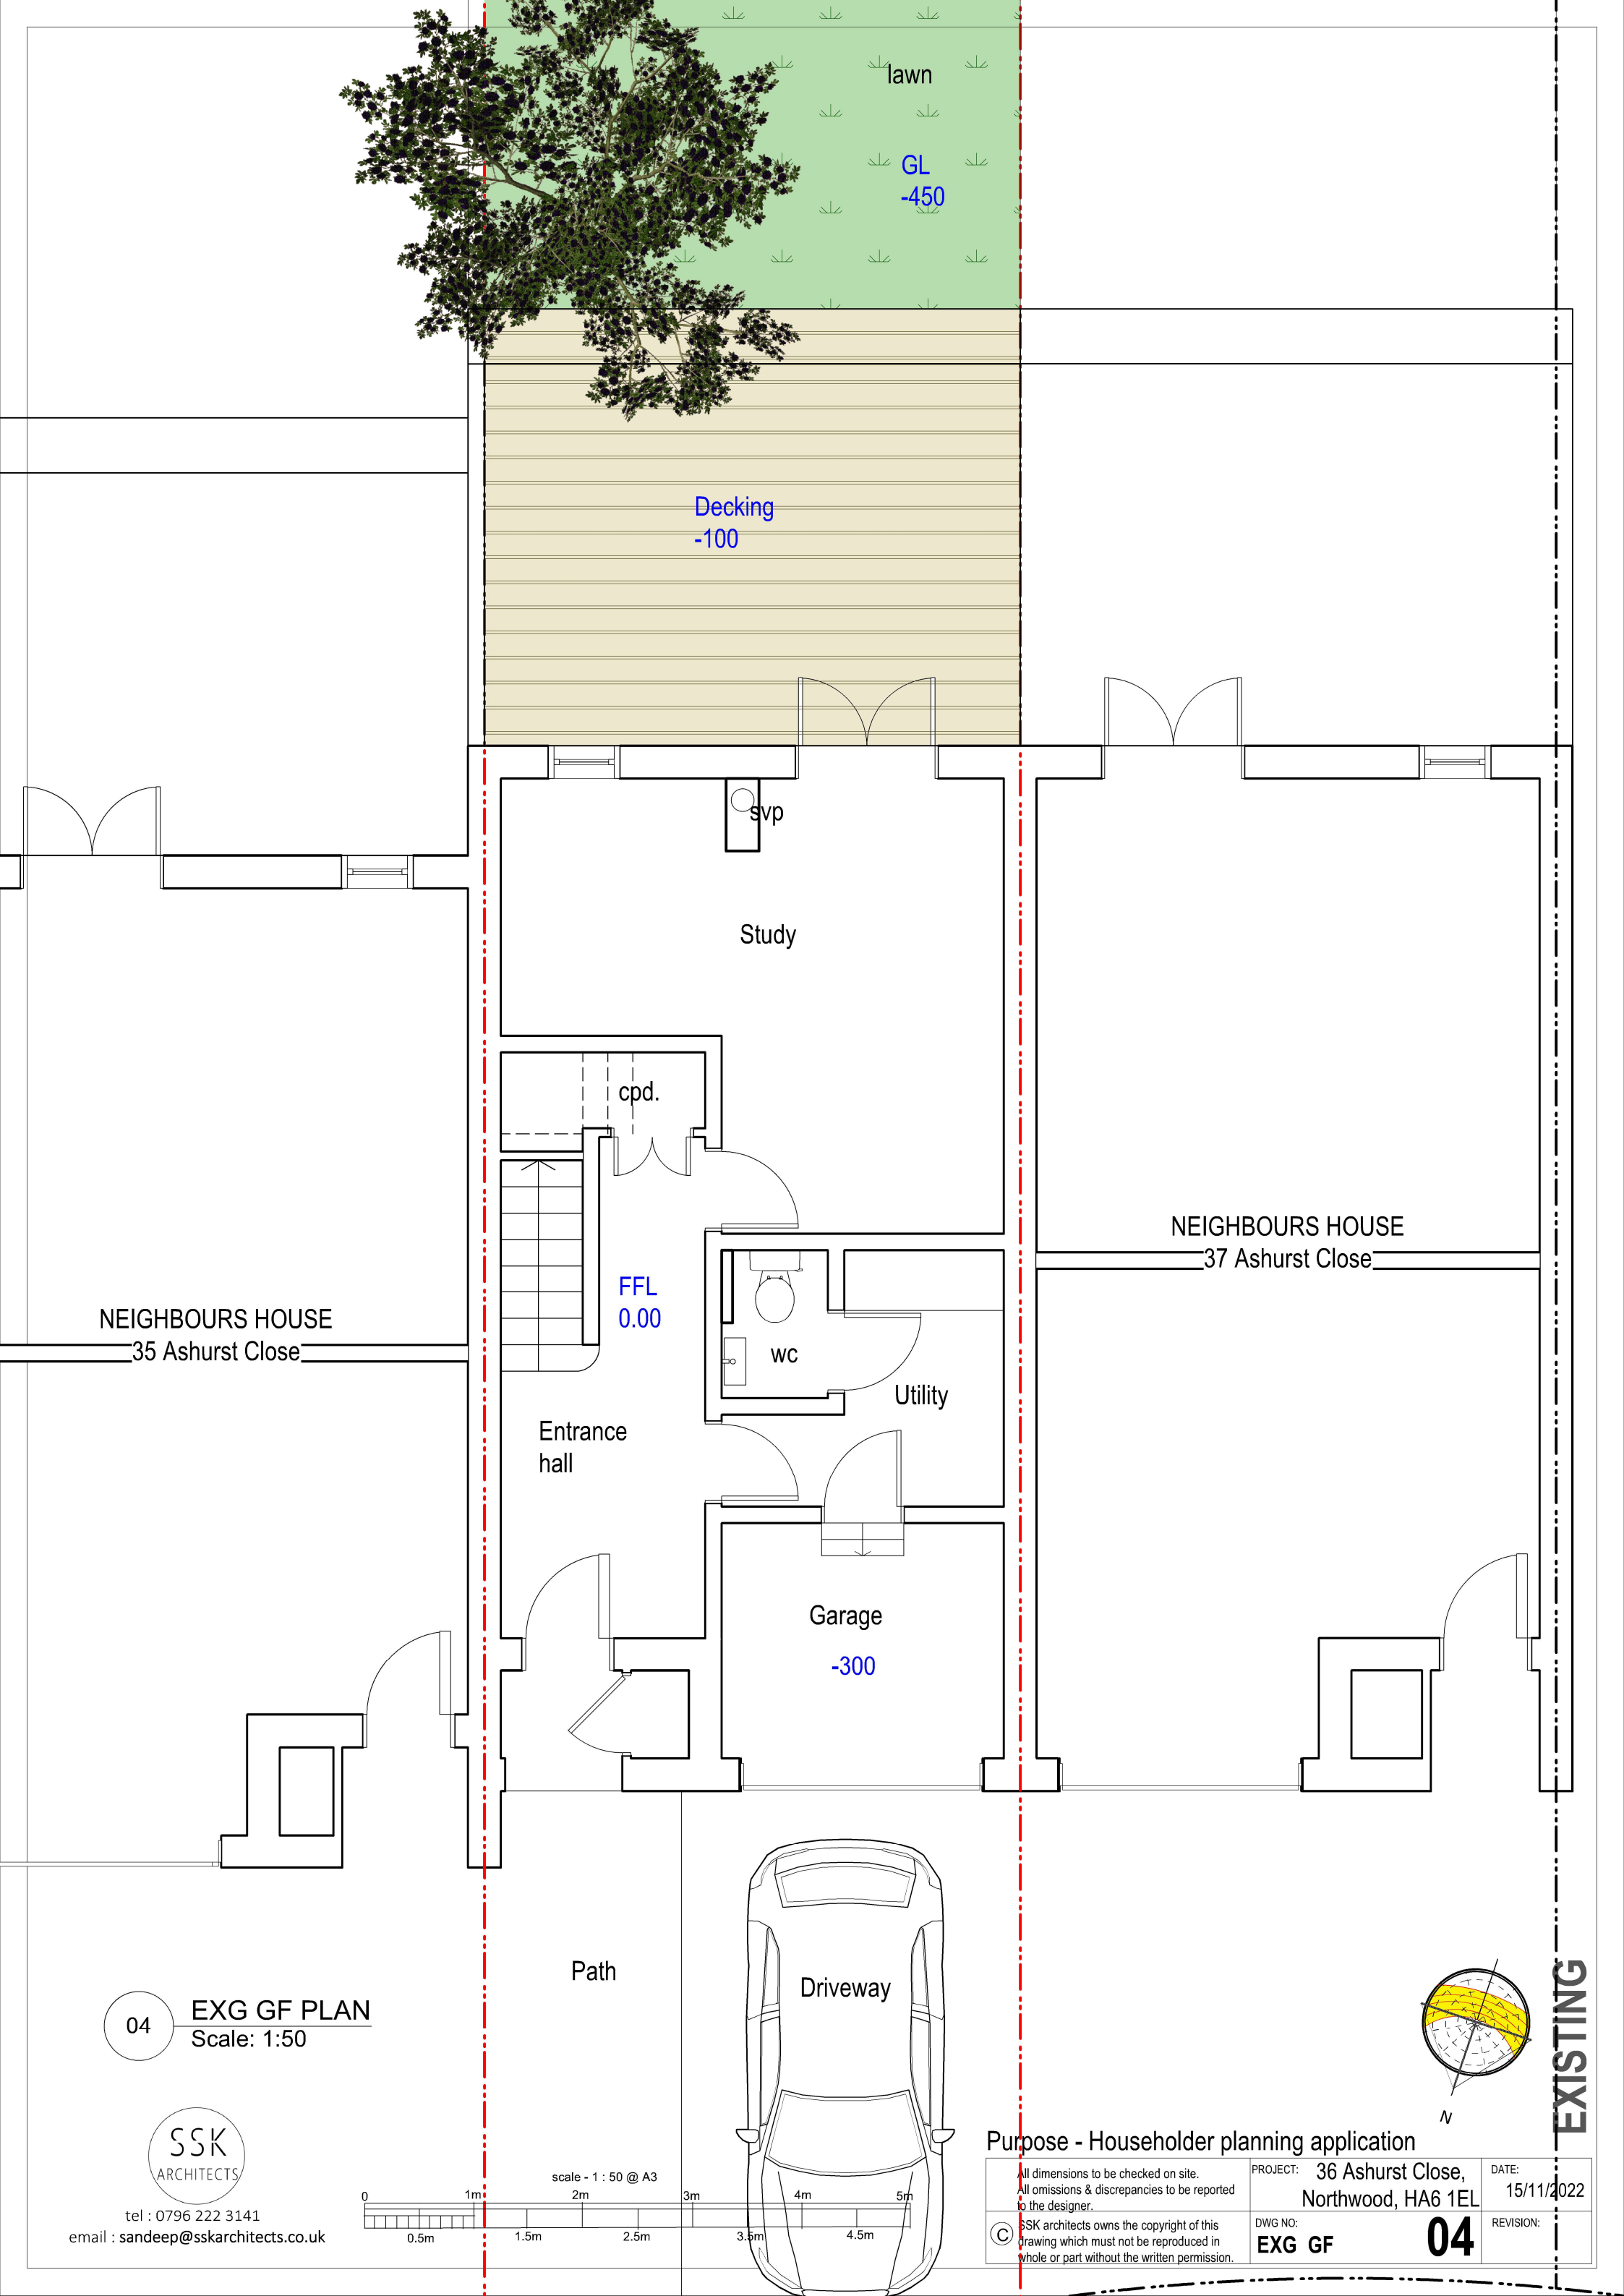 lawn
GL
-450
Decking
-100
svp
Study
cpd.
NEIGHBOURS HOUSE
37 Ashurst Close
FFL
0.00
NEIGHBOURS HOUSE
35 Ashurst Close
wc
Utility
Entrance
hall
Garage
-300
Path
Driveway
04
EXG GF PLAN
Scale: 1:50
EXISTING
N
SSK
ARCHITECTS
tel : 0796 222 3141
email : sandeep@sskarchitects.co.uk
scale - 1 : 50 @ A3
0 1m 2m 3m 4m 5m
0.5m 1.5m 2.5m 3.5m 4.5m
Purpose - Householder planning application
All dimensions to be checked on site.
All omissions & discrepancies to be reported
to the designer.
© SSK architects owns the copyright of this
drawing which must not be reproduced in
whole or part without the written permission.
PROJECT: 36 Ashurst Close,
Northwood, HA6 1EL
DATE:
15/11/2022
DWG NO:
EXG GF 04
REVISION: